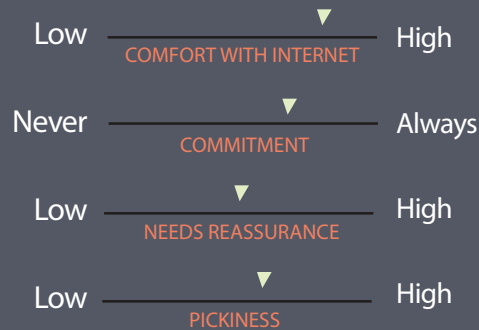 Low High
COMFORT WITH INTERNET
Never Always
COMMITMENT
Low High
NEEDS REASSURANCE
Low High
PICKINESS